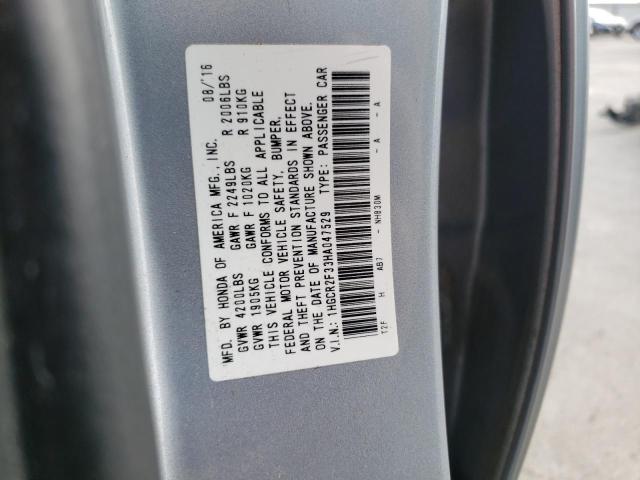 MFD. BY HONDA OF AMERICA MFG., INC. 08/'16
GVWR 4200LBS GAWR F 2249LBS R 2006LBS
GVWR 1905KG GAWR F 1020KG R 910KG
THIS VEHICLE CONFORMS TO ALL APPLICABLE
FEDERAL MOTOR VEHICLE SAFETY, BUMPER,
AND THEFT PREVENTION STANDARDS IN EFFECT
ON THE DATE OF MANUFACTURE SHOWN ABOVE.
V.I.N.: 1HGCR2F33HA047529 TYPE: PASSENGER CAR
T2F H AB7 - NH830M - A - A